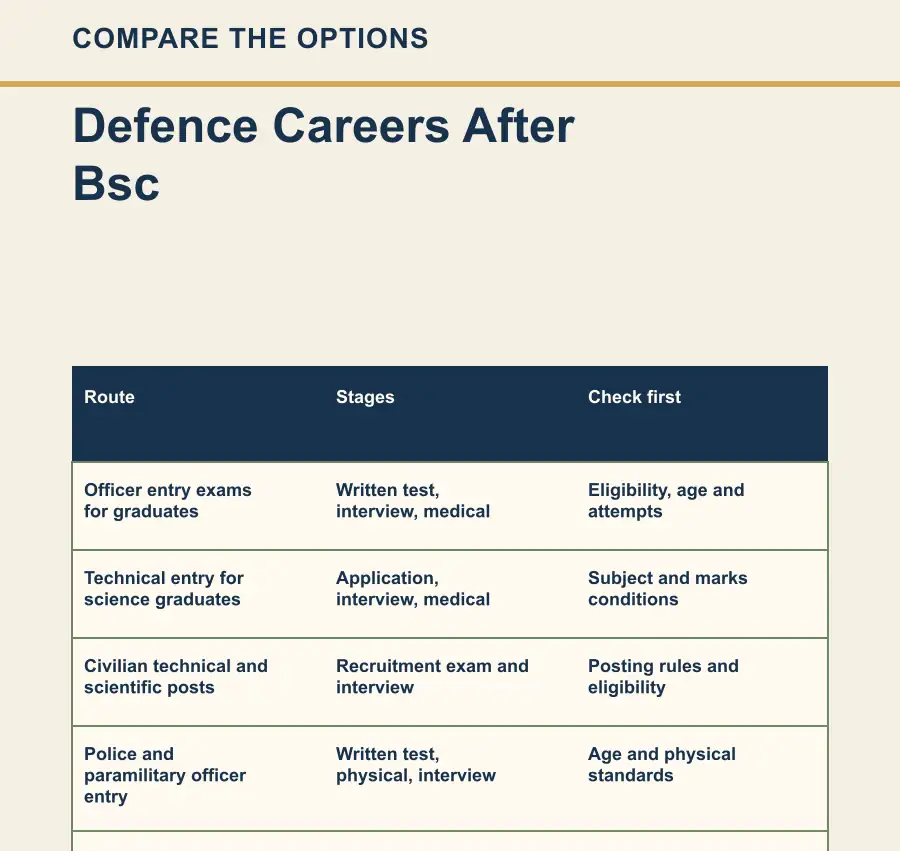 COMPARE THE OPTIONS
Defence Careers After
Bsc
Route Stages Check first
Officer entry exams
for graduates
Written test,
interview, medical
Eligibility, age and
attempts
Technical entry for
science graduates
Application,
interview, medical
Subject and marks
conditions
Civilian technical and
scientific posts
Recruitment exam and
interview
Posting rules and
eligibility
Police and
paramilitary officer
entry
Written test,
physical, interview
Age and physical
standards